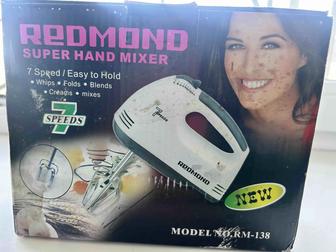 REDMOND
SUPER HAND MIXER
7 Speed / Easy to Hold
• Whips • Folds • Blends
• Creams • mixes
7
SPEEDS
REDMOND
NEW
MODEL NO.RM-138